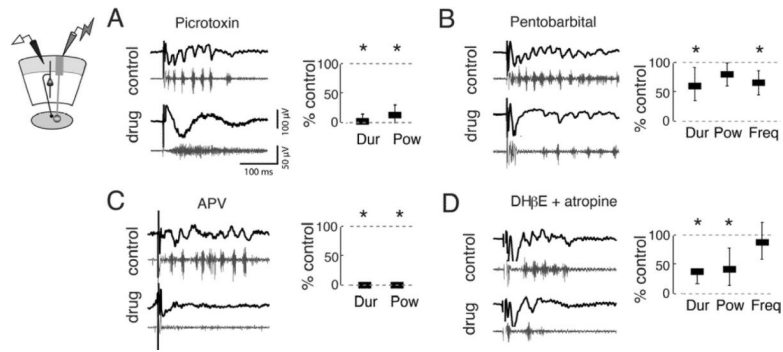 A
Picrotoxin
control
drug
100 µV
50 µV
100 ms
% control
100
50
0
* *
Dur Pow
B
Pentobarbital
control
drug
% control
100
50
0
* *
Dur Pow Freq
C
APV
control
drug
% control
100
50
0
* *
Dur Pow
D
DHβE + atropine
control
drug
% control
100
50
0
* *
Dur Pow Freq